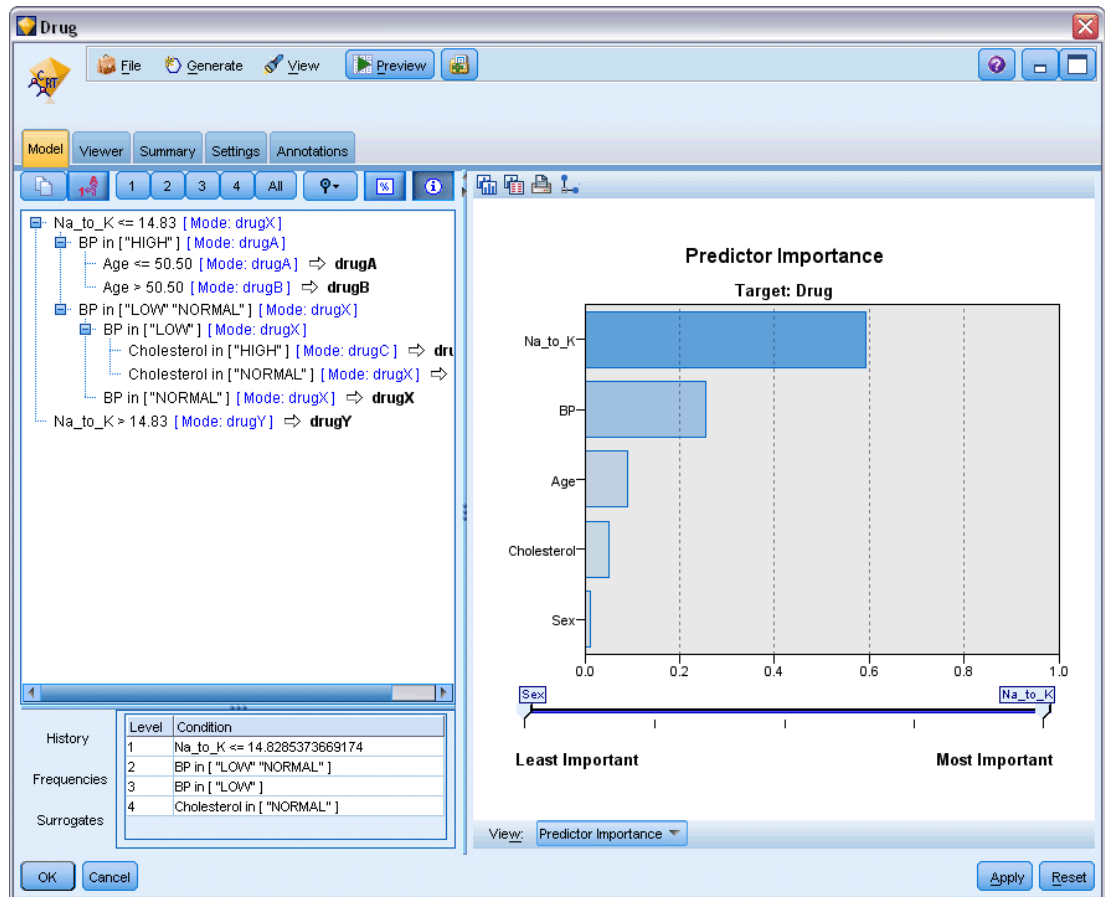 Drug
File Generate View Preview
C&RT
Model Viewer Summary Settings Annotations
1 2 3 4 All %
Na_to_K <= 14.83 [ Mode: drugX ]
BP in [ "HIGH" ] [ Mode: drugA ]
Age <= 50.50 [ Mode: drugA ] ⇨ drugA
Age > 50.50 [ Mode: drugB ] ⇨ drugB
BP in [ "LOW" "NORMAL" ] [ Mode: drugX ]
BP in [ "LOW" ] [ Mode: drugX ]
Cholesterol in [ "HIGH" ] [ Mode: drugC ] ⇨
Cholesterol in [ "NORMAL" ] [ Mode: drugX ] ⇨
BP in [ "NORMAL" ] [ Mode: drugX ] ⇨ drugX
Na_to_K > 14.83 [ Mode: drugY ] ⇨ drugY
History
Frequencies
Surrogates
Level Condition
1 Na_to_K <= 14.8285373669174
2 BP in [ "LOW" "NORMAL" ]
3 BP in [ "LOW" ]
4 Cholesterol in [ "NORMAL" ]
Predictor Importance
Target: Drug
Na_to_K
BP
Age
Cholesterol
Sex
0.0 0.2 0.4 0.6 0.8 1.0
Sex Na_to_K
Least Important Most Important
View: Predictor Importance
OK Cancel Apply Reset